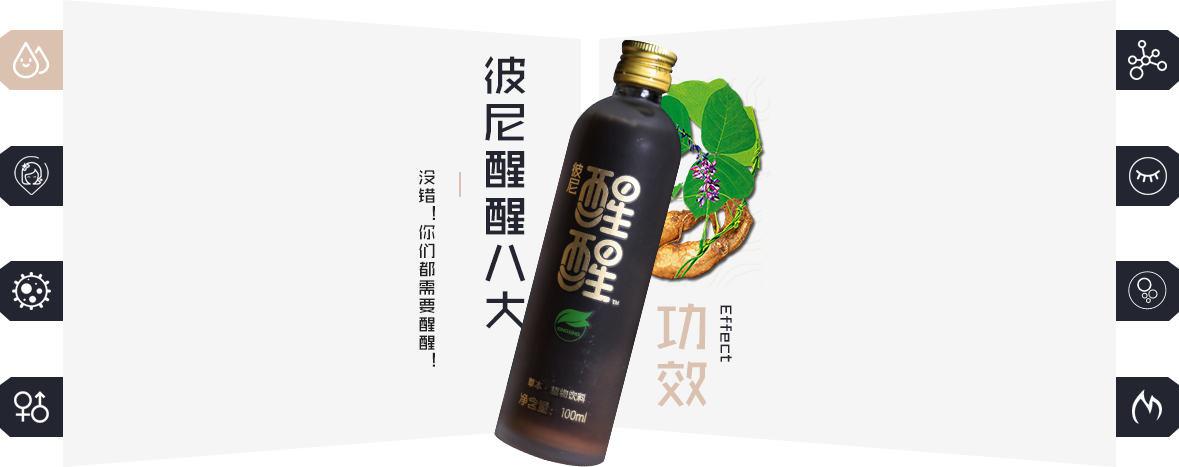 彼尼醒醒八大
没错！你们都需要醒醒！
彼尼
醒醒
TM
草本·植物饮料
净含量：100ml
功效
Effect